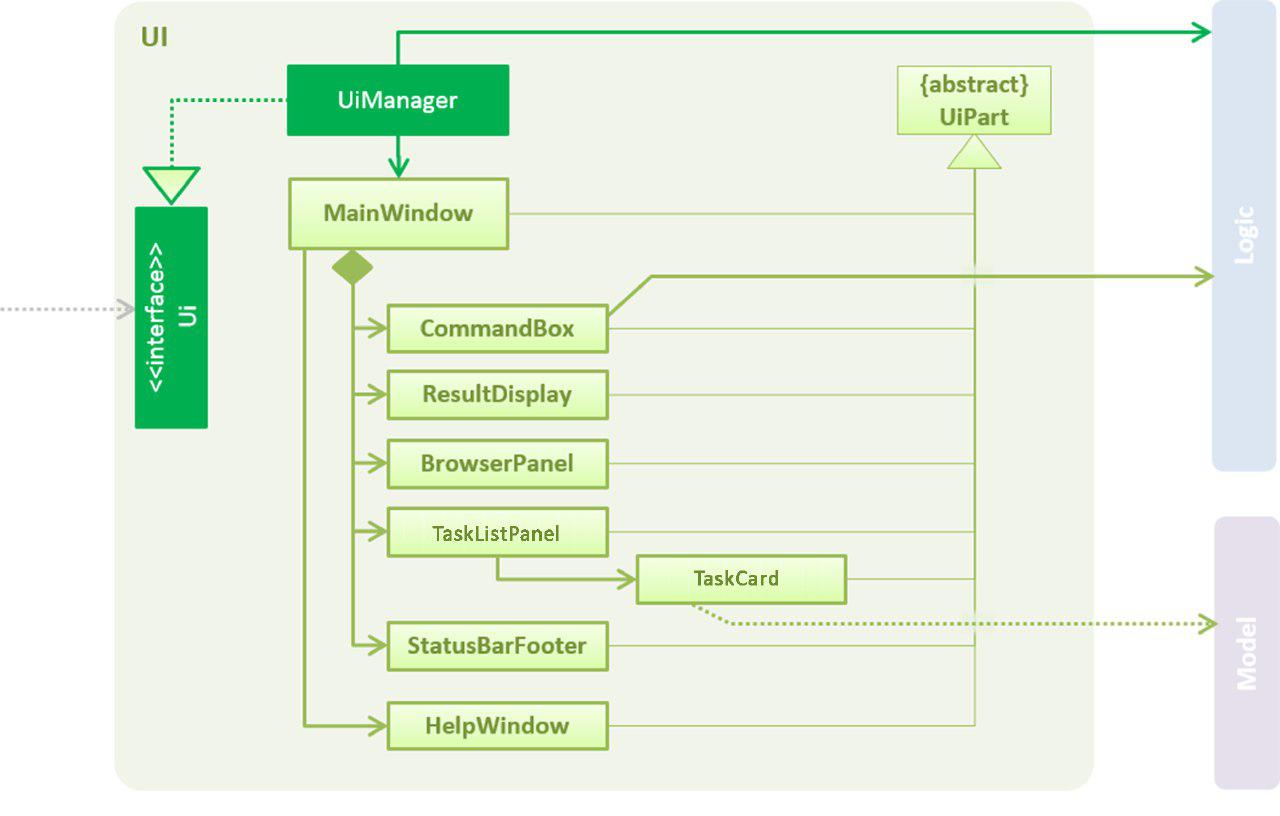 UI
UiManager
{abstract}
UiPart
MainWindow
<<interface>>
Ui
Logic
CommandBox
ResultDisplay
BrowserPanel
TaskListPanel
TaskCard
StatusBarFooter
HelpWindow
Model